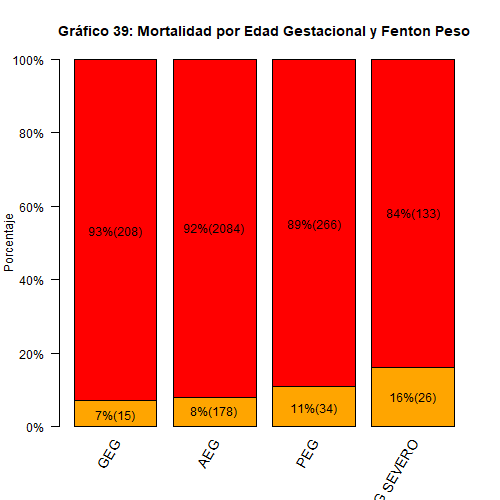 Gráfico 39: Mortalidad por Edad Gestacional y Fenton Peso
Porcentaje
100%
80%
60%
40%
20%
0%
93%(208)
92%(2084)
89%(266)
84%(133)
7%(15)
8%(178)
11%(34)
16%(26)
GEG
AEG
PEG
G SEVERO